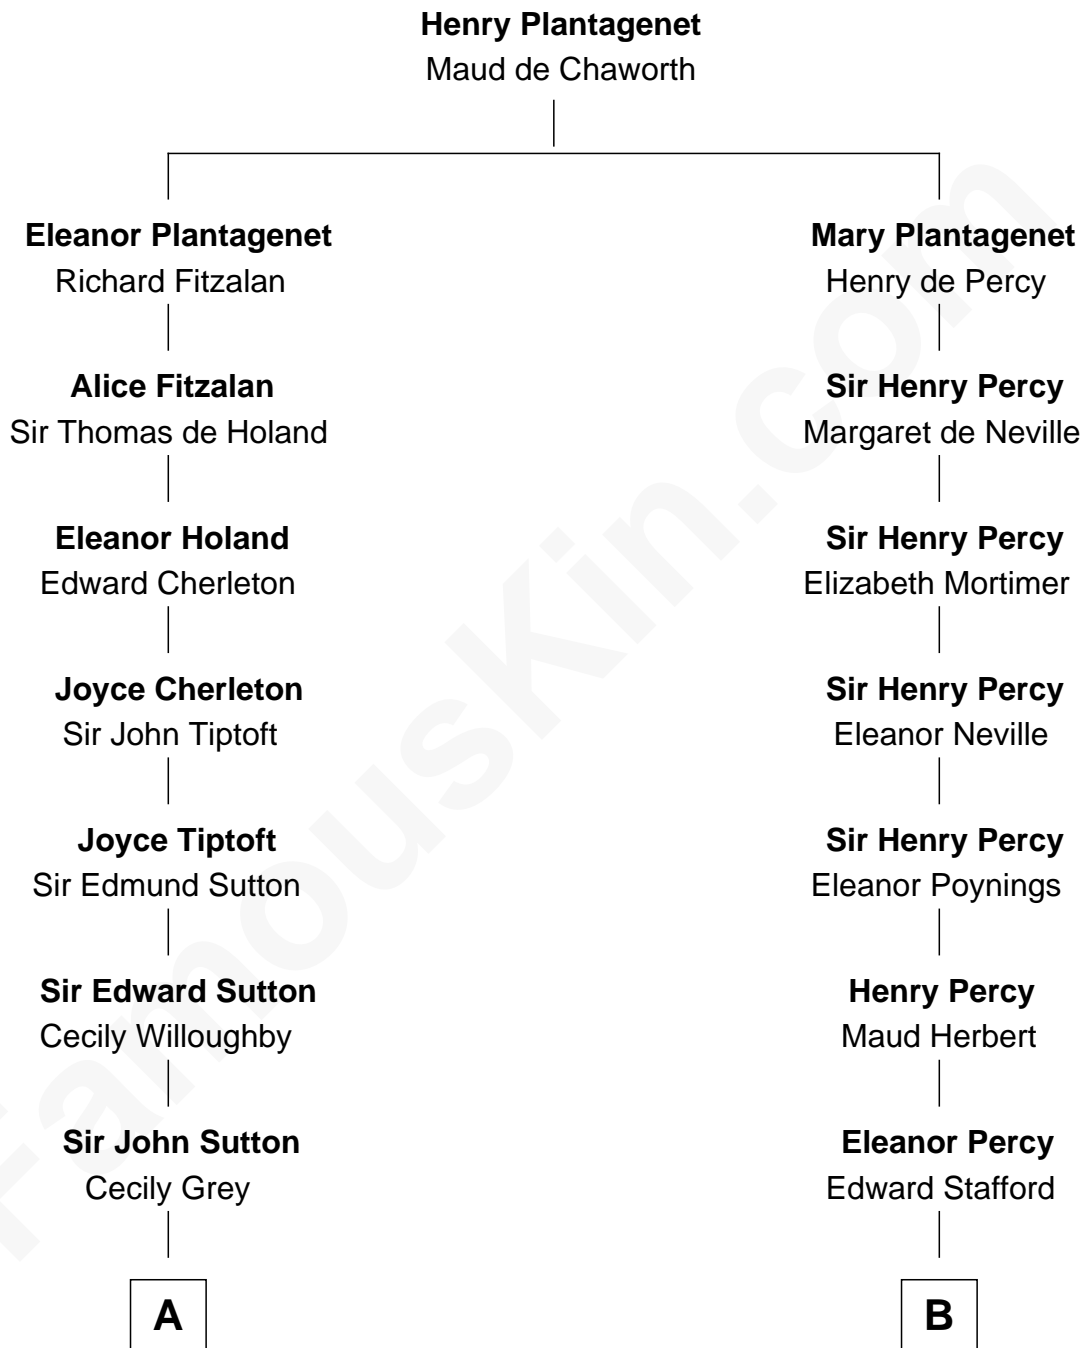 Henry Plantagenet
Maud de Chaworth
Eleanor Plantagenet
Richard Fitzalan
Mary Plantagenet
Henry de Percy
Alice Fitzalan
Sir Thomas de Holand
Sir Henry Percy
Margaret de Neville
Eleanor Holand
Edward Cherleton
Sir Henry Percy
Elizabeth Mortimer
Joyce Cherleton
Sir John Tiptoft
Sir Henry Percy
Eleanor Neville
Joyce Tiptoft
Sir Edmund Sutton
Sir Henry Percy
Eleanor Poynings
Sir Edward Sutton
Cecily Willoughby
Henry Percy
Maud Herbert
Sir John Sutton
Cecily Grey
Eleanor Percy
Edward Stafford
A
B
FamousKin.com